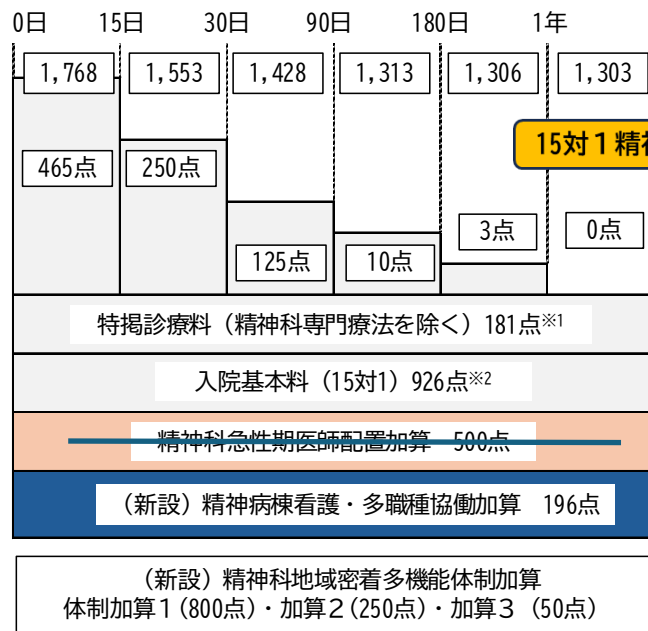 0日 15日 30日 90日 180日 1年
1,768 1,553 1,428 1,313 1,306 1,303
15対1精
465点 250点
3点 0点
125点 10点
特掲診療料（精神科専門療法を除く）181点※1
入院基本料（15対1）926点※2
精神科急性期医師配置加算 500点
（新設）精神病棟看護・多職種協働加算 196点
（新設）精神科地域密着多機能体制加算
体制加算１(800点)・加算２(250点)・加算３（50点）